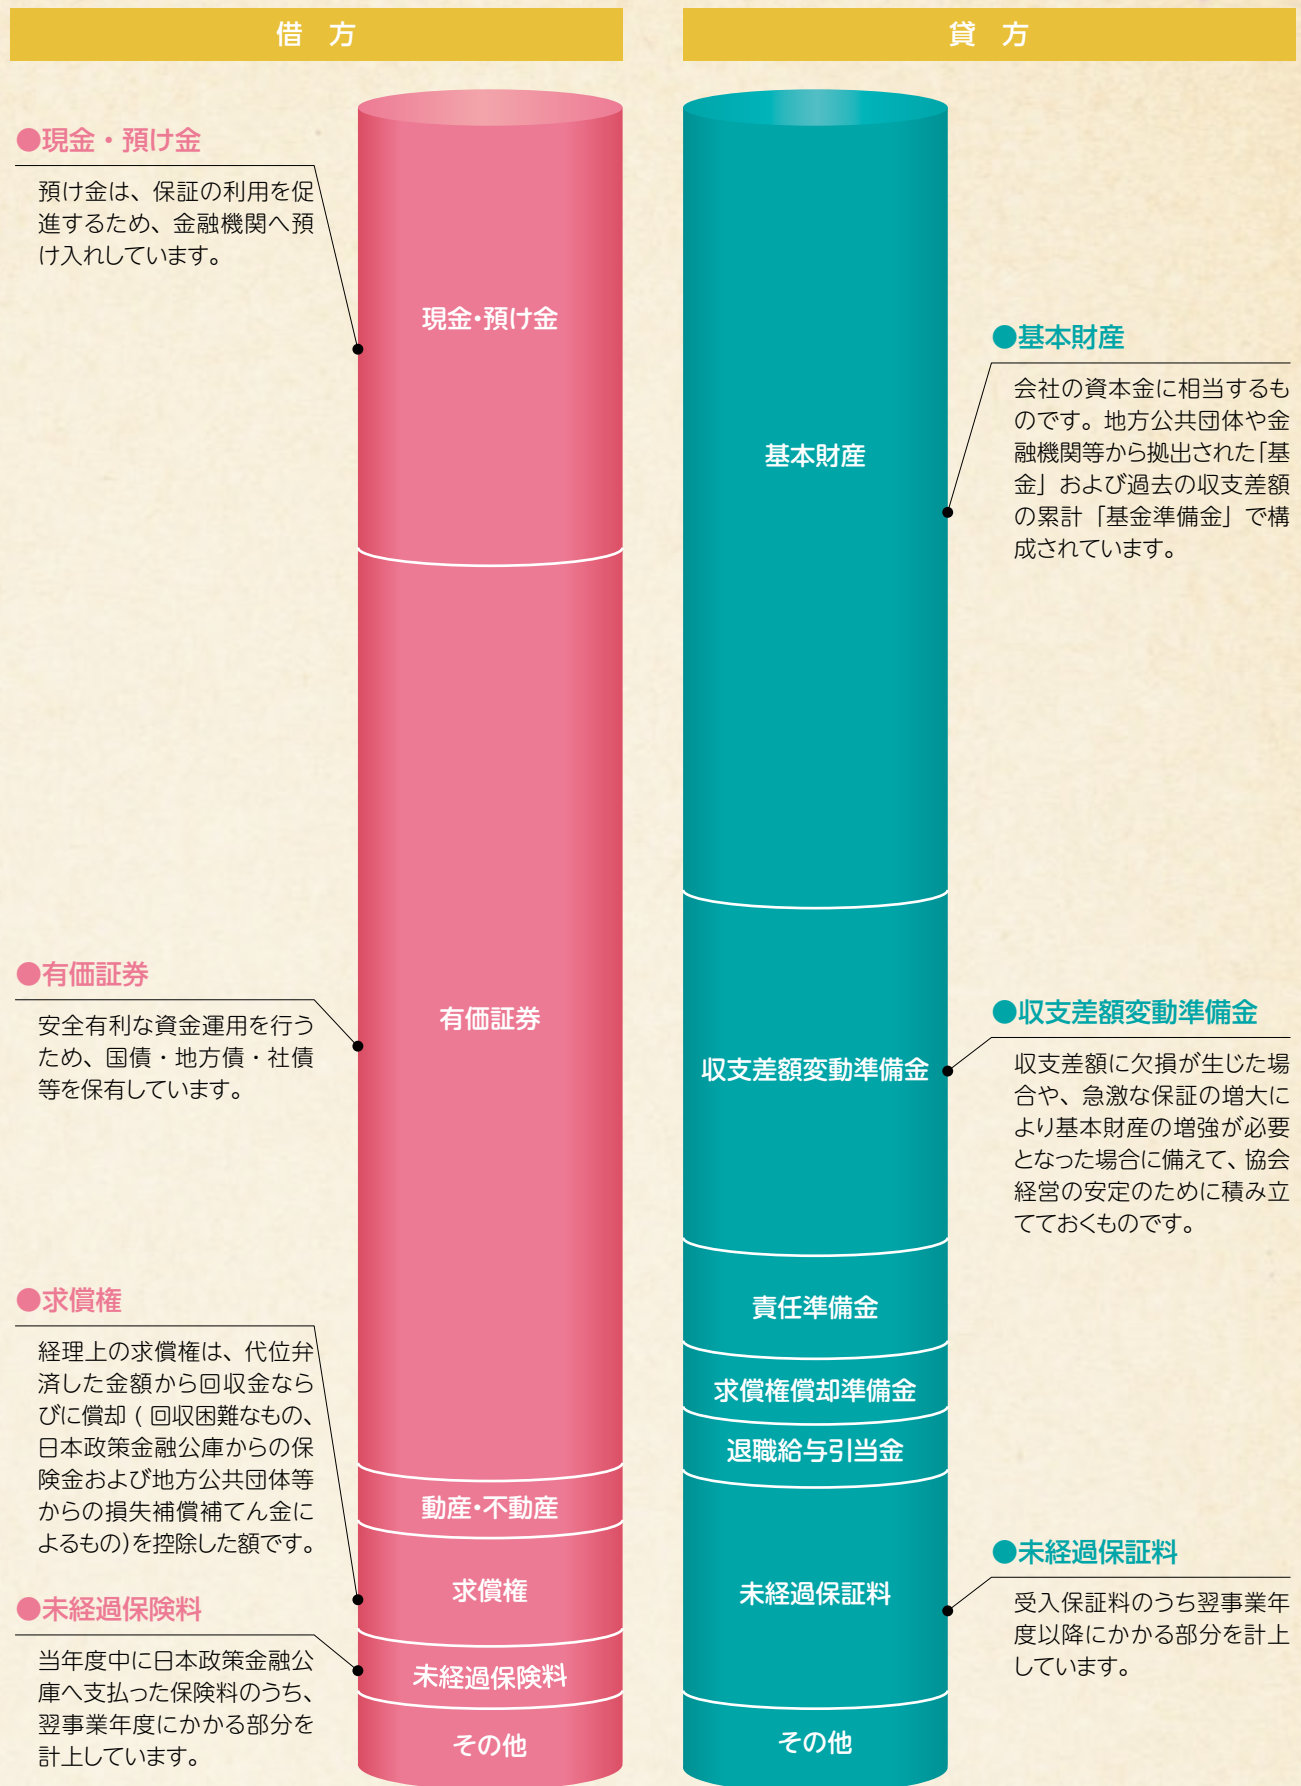 借 方
●現金・預け金
預け金は、保証の利用を促
進するため、金融機関へ預
け入れしています。
●有価証券
安全有利な資金運用を行う
ため、国債・地方債・社債
等を保有しています。
●求償権
経理上の求償権は、代位弁
済した金額から回収金なら
びに償却(回収困難なもの、
日本政策金融公庫からの保
険金および地方公共団体等
からの損失補償補てん金に
よるもの)を控除した額です。
●未経過保険料
当年度中に日本政策金融公
庫へ支払った保険料のうち、
翌事業年度にかかる部分を
計上しています。
現金・預け金
有価証券
動産・不動産
求償権
未経過保険料
その他
貸 方
基本財産
収支差額変動準備金
責任準備金
求償権償却準備金
退職給与引当金
未経過保証料
その他
●基本財産
会社の資本金に相当するも
のです。地方公共団体や金
融機関等から拠出された「基
金」および過去の収支差額
の累計「基金準備金」で構
成されています。
●収支差額変動準備金
収支差額に欠損が生じた場
合や、急激な保証の増大に
より基本財産の増強が必要
となった場合に備えて、協会
経営の安定のために積み立
てておくものです。
●未経過保証料
受入保証料のうち翌事業年
度以降にかかる部分を計上
しています。